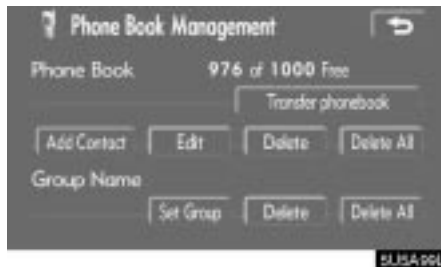 Phone Book Management
Phone Book 976 of 1000 Free
Transfer phonebook
Add Contact Edit Delete Delete All
Group Name
Set Group Delete Delete All